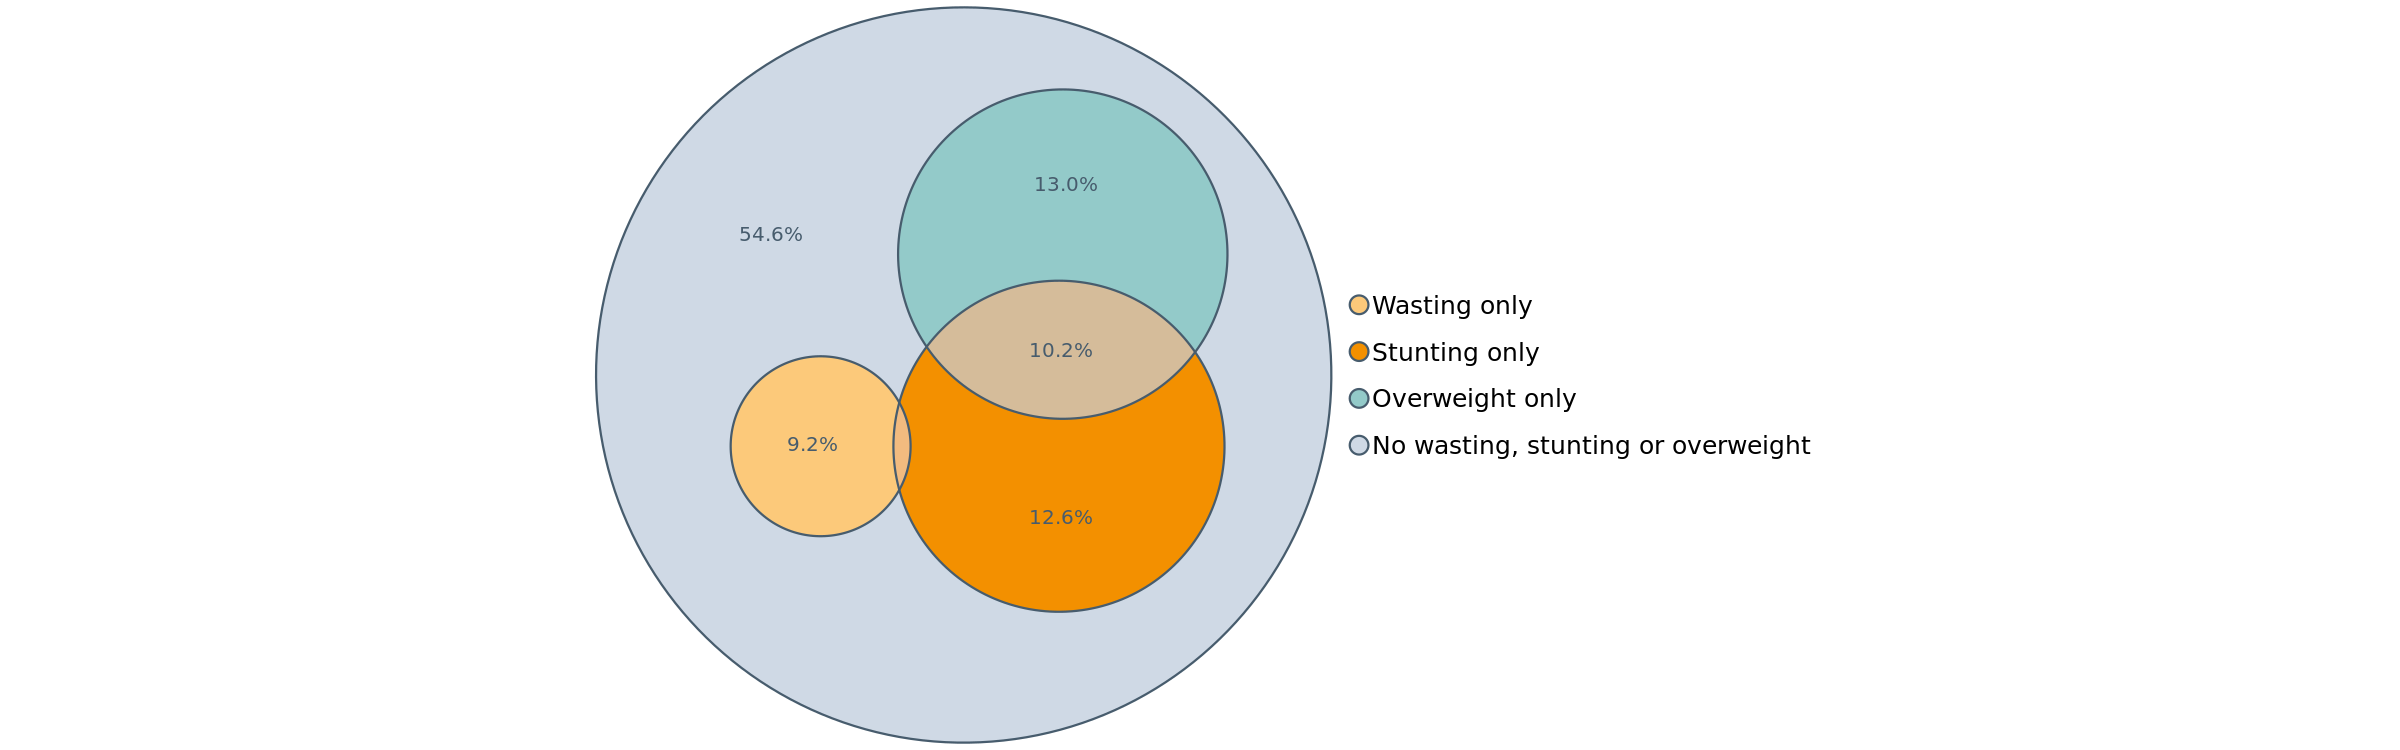 13.0%
54.6%
10.2%
9.2%
12.6%
Wasting only
Stunting only
Overweight only
No wasting, stunting or overweight